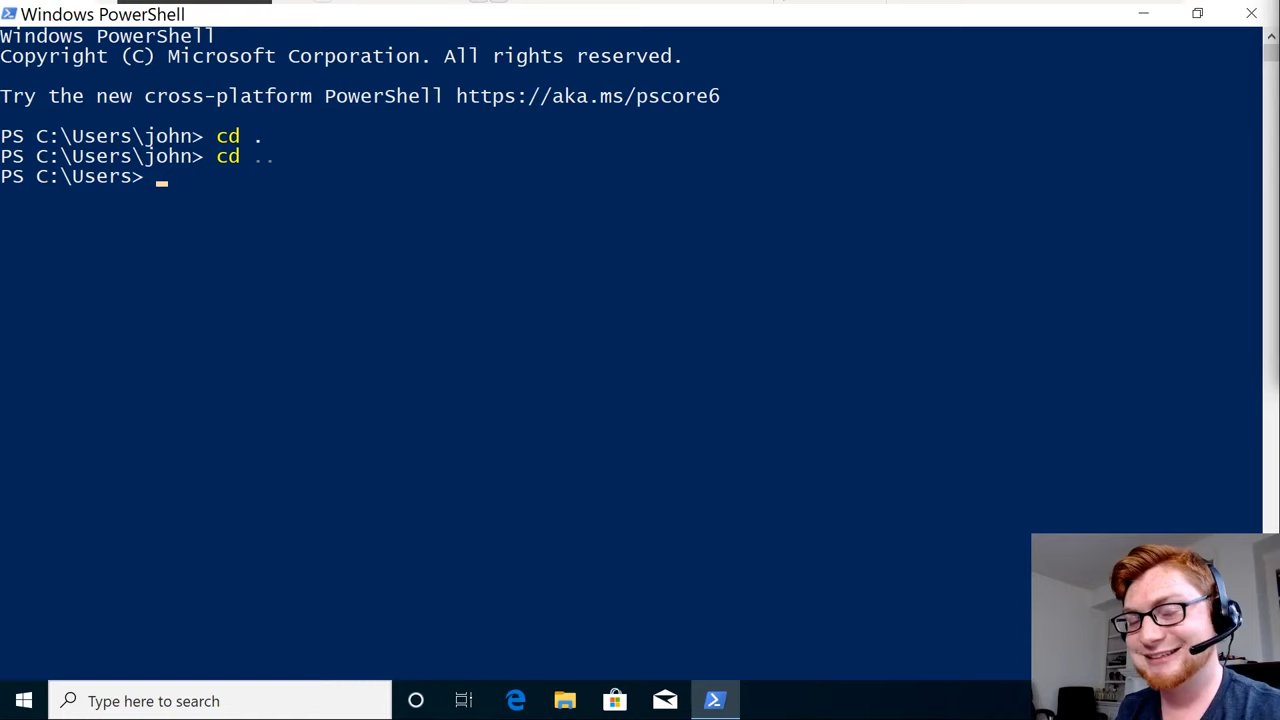 Windows PowerShell
Windows PowerShell
Copyright (C) Microsoft Corporation. All rights reserved.
Try the new cross-platform PowerShell https://aka.ms/pscore6
PS C:\Users\john> cd .
PS C:\Users\john> cd ..
PS C:\Users>
Type here to search